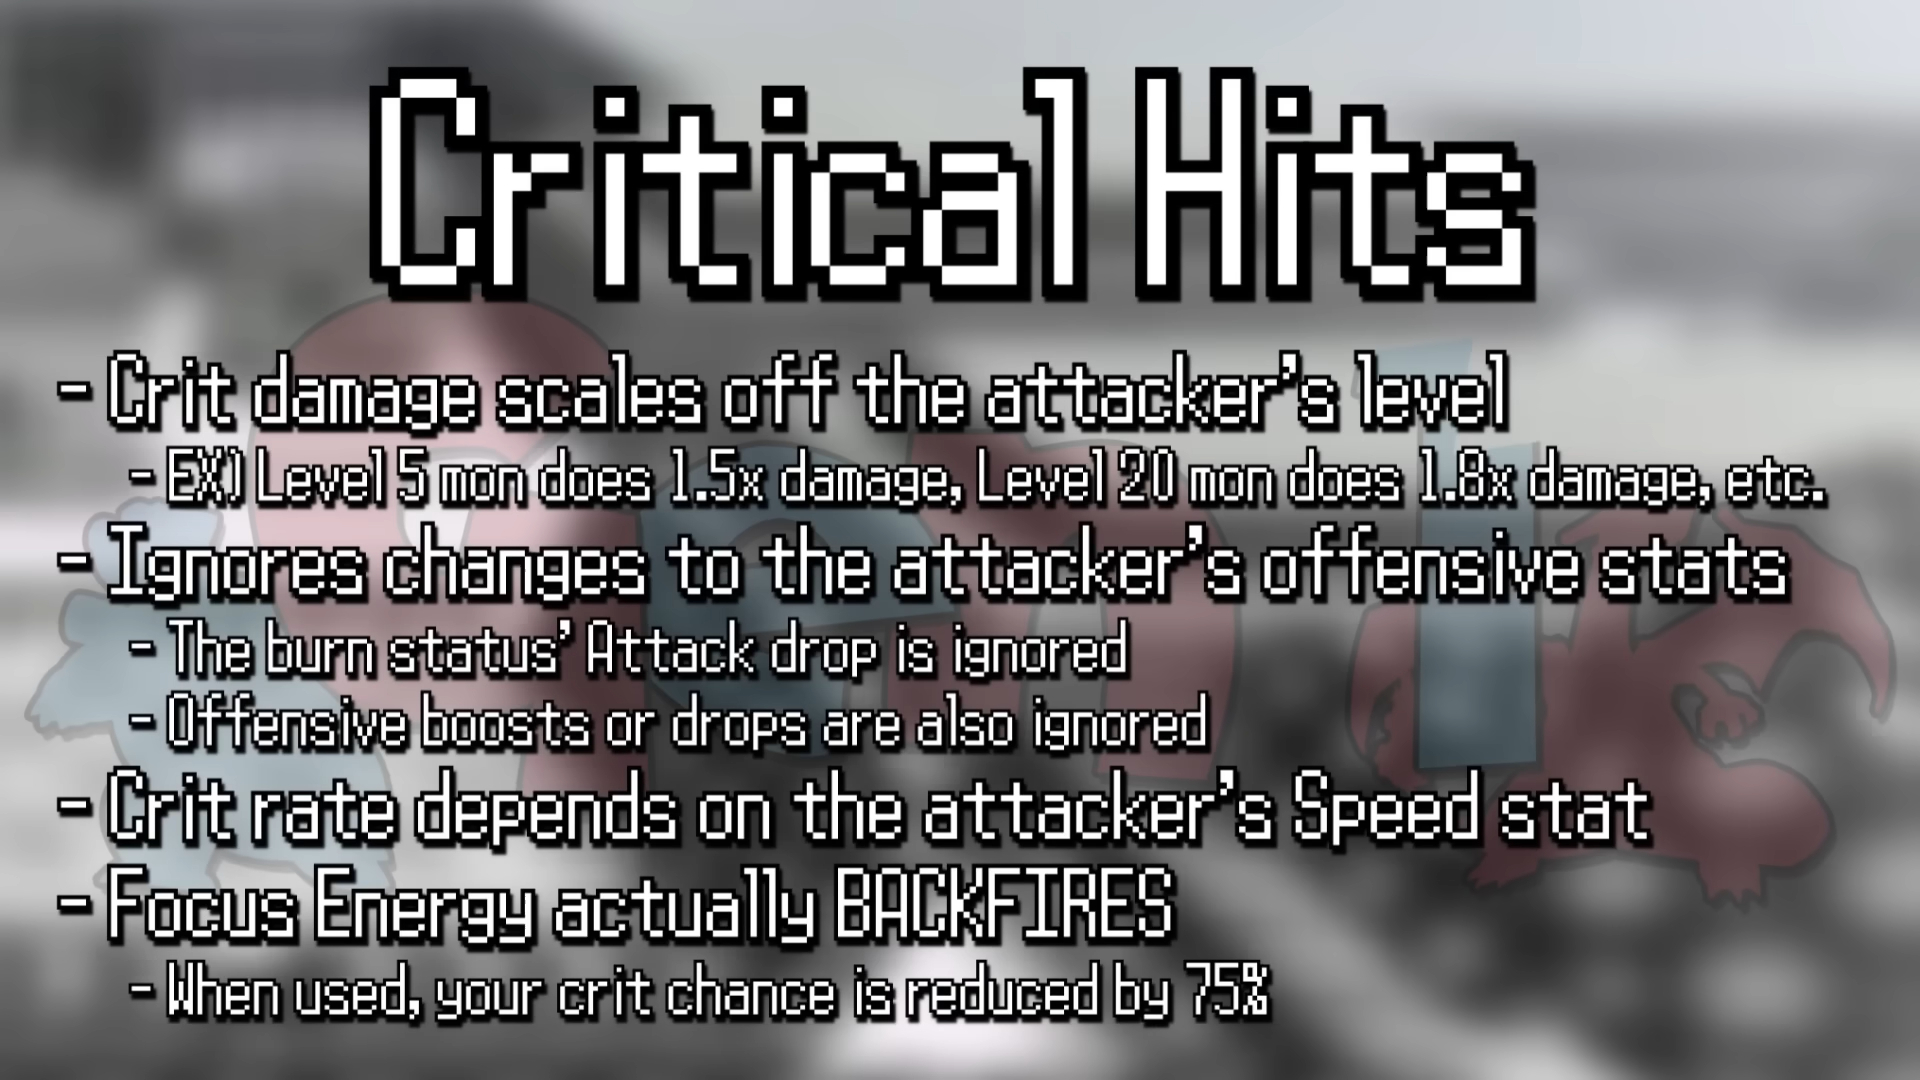 Critical Hits
- Crit damage scales off the attacker's level
- EX) Level 5 mon does 1.5x damage, Level 20 mon does 1.8x damage, etc.
- Ignores changes to the attacker's offensive stats
- The burn status' Attack drop is ignored
- Offensive boosts or drops are also ignored
- Crit rate depends on the attacker's Speed stat
- Focus Energy actually BACKFIRES
- When used, your crit chance is reduced by 75%